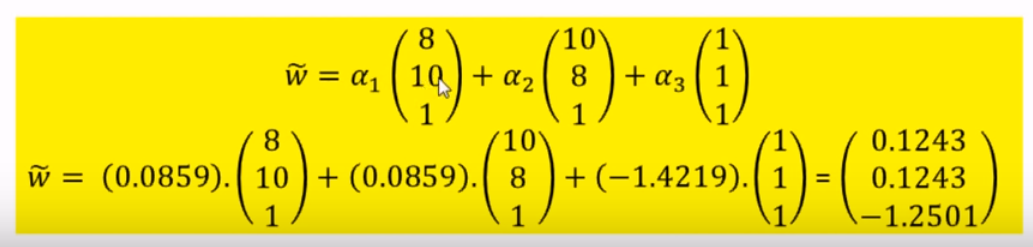 w̃ = α₁ (8 10 1) + α₂ (10 8 1) + α₃ (1 1 1)
w̃ = (0.0859). (8 10 1) + (0.0859). (10 8 1) + (−1.4219). (1 1 1) = (0.1243 0.1243 −1.2501)